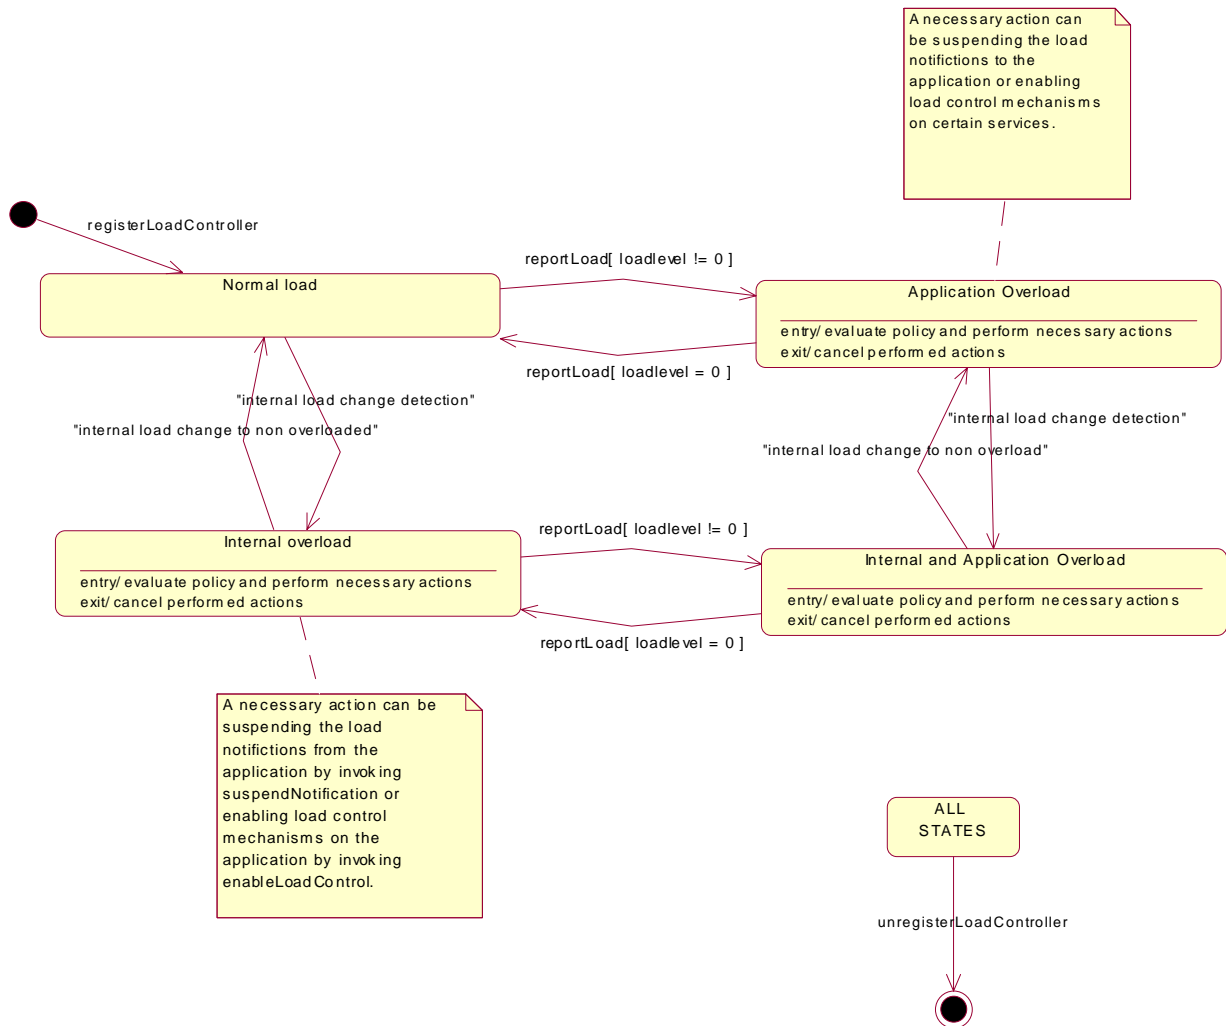 A necessary action can
be suspending the load
notifictions to the
application or enabling
load control mechanisms
on certain services.
registerLoadController
reportLoad[ loadlevel != 0 ]
Normal load
Application Overload
entry/ evaluate policy and perform necessary actions
exit/ cancel performed actions
reportLoad[ loadlevel = 0 ]
"internal load change detection"
"internal load change to non overloaded"
"internal load change detection"
"internal load change to non overload"
reportLoad[ loadlevel != 0 ]
Internal overload
entry/ evaluate policy and perform necessary actions
exit/ cancel performed actions
Internal and Application Overload
entry/ evaluate policy and perform necessary actions
exit/ cancel performed actions
reportLoad[ loadlevel = 0 ]
A necessary action can be
suspending the load
notifictions from the
application by invoking
suspendNotification or
enabling load control
mechanisms on the
application by invoking
enableLoadControl.
ALL
STATES
unregisterLoadController